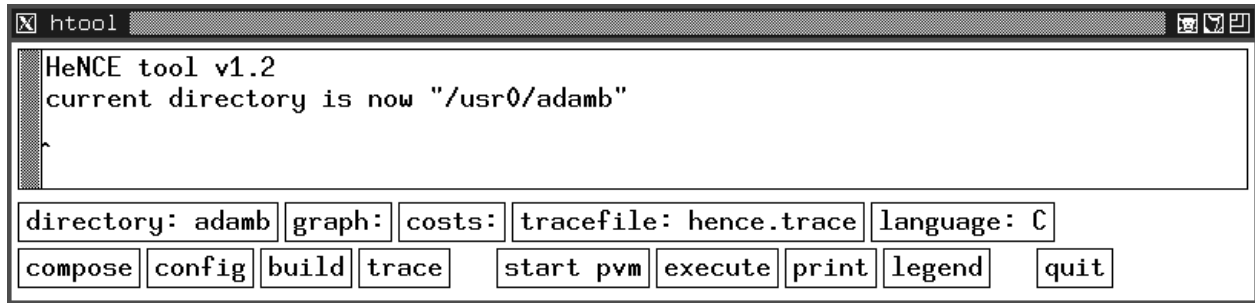 htool
HeNCE tool v1.2
current directory is now "/usr0/adamb"
directory: adamb graph: costs: tracefile: hence.trace language: C
compose config build trace start pvm execute print legend quit